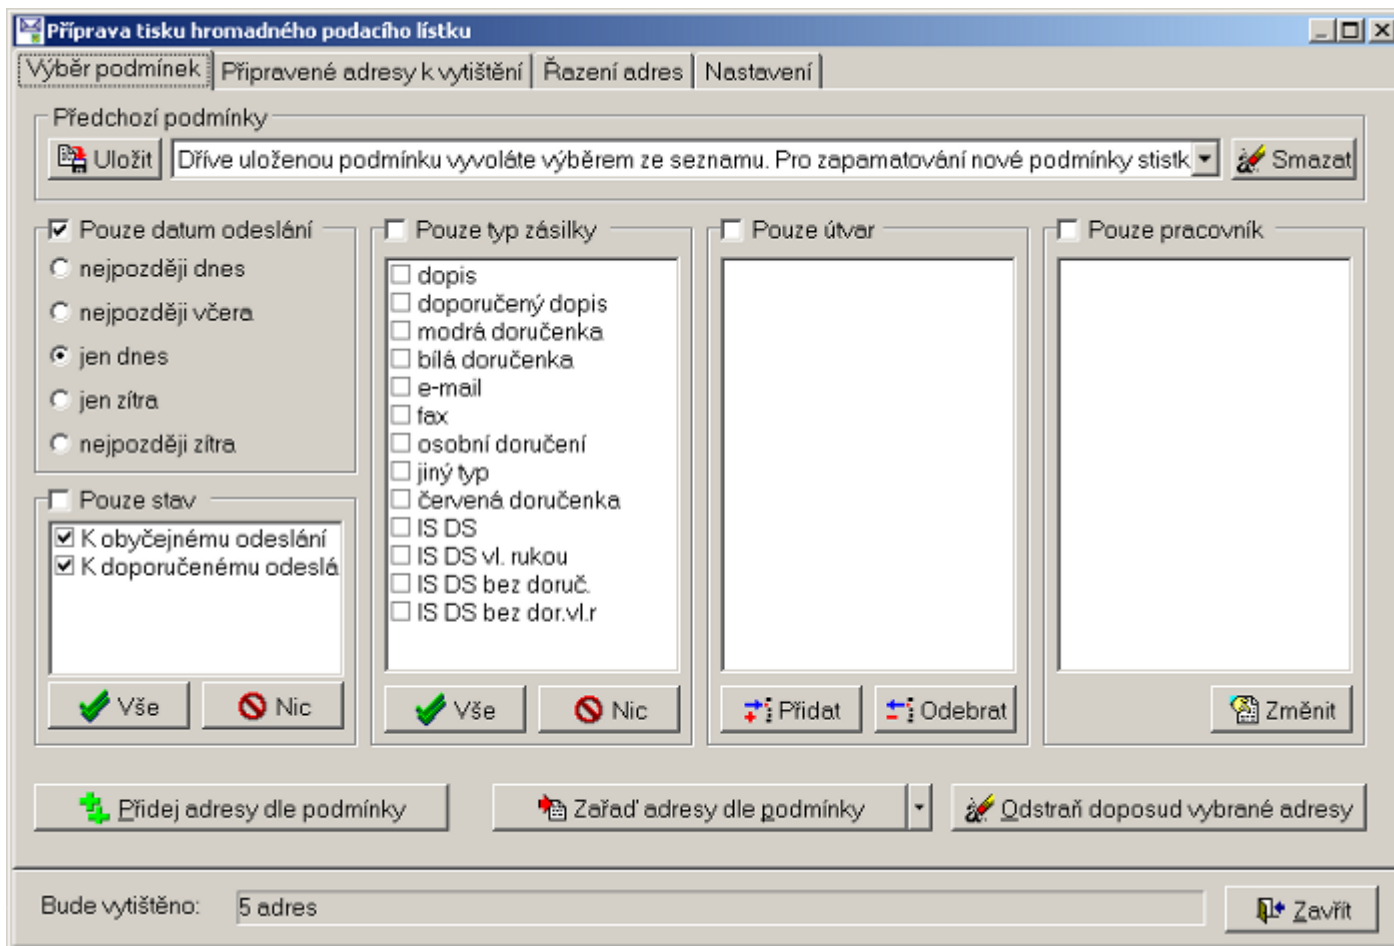 Příprava tisku hromadného podacího lístku
Výběr podmínek Připravené adresy k vytištění Řazení adres Nastavení
Předchozí podmínky
Uložit Dříve uloženou podmínku vyvoláte výběrem ze seznamu. Pro zapamatování nové podmínky stistk Smazat
Pouze datum odeslání
nejpozději dnes
nejpozději včera
jen dnes
jen zítra
nejpozději zítra
Pouze stav
K obyčejnému odeslání
K doporučenému odeslá
Vše Nic
Pouze typ zásilky
dopis
doporučený dopis
modrá doručenka
bílá doručenka
e-mail
fax
osobní doručení
jiný typ
červená doručenka
IS DS
IS DS vl. rukou
IS DS bez doruč.
IS DS bez dor.vl.r
Vše Nic
Pouze útvar
Přidat Odebrat
Pouze pracovník
Změnit
Přidej adresy dle podmínky Zařaď adresy dle podmínky Odstraň doposud vybrané adresy
Bude vytištěno: 5 adres Zavřít